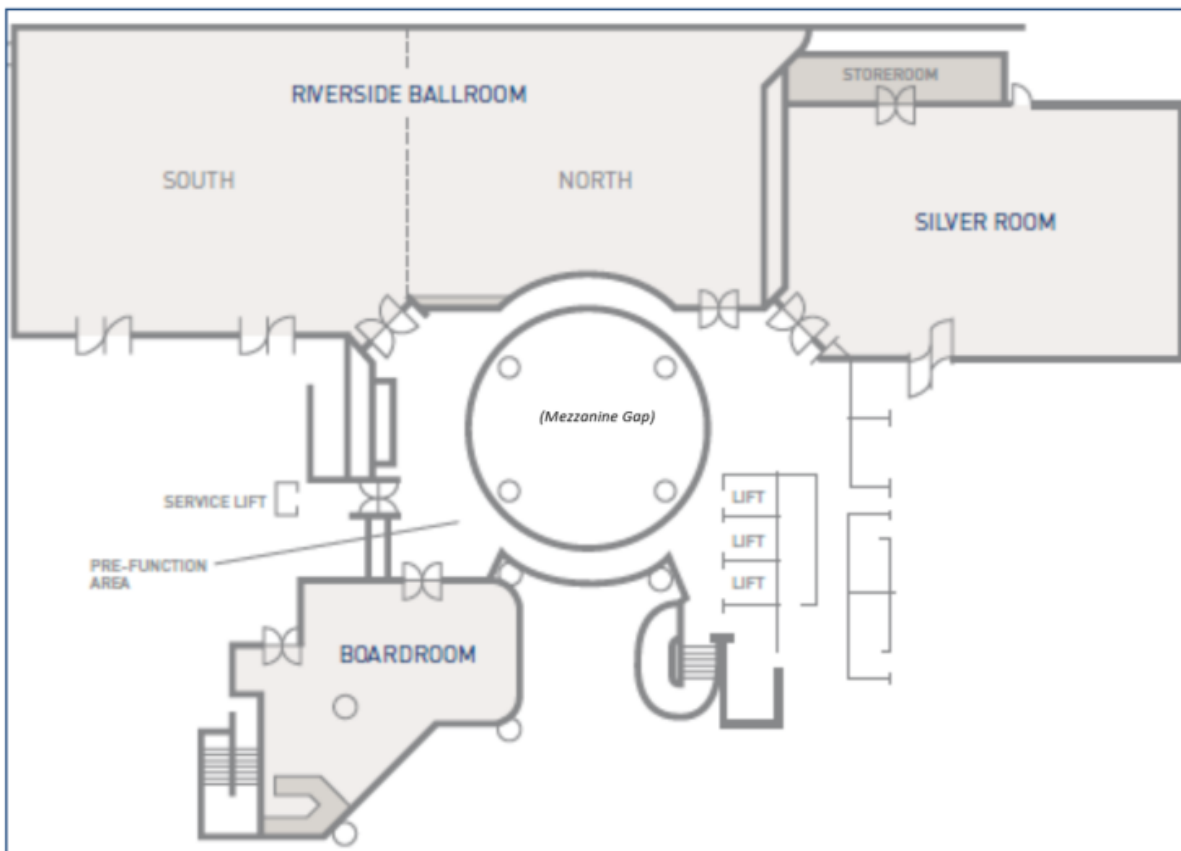 STOREROOM
RIVERSIDE BALLROOM
SOUTH
NORTH
SILVER ROOM
(Mezzanine Gap)
SERVICE LIFT
LIFT
LIFT
LIFT
PRE-FUNCTION
AREA
BOARDROOM